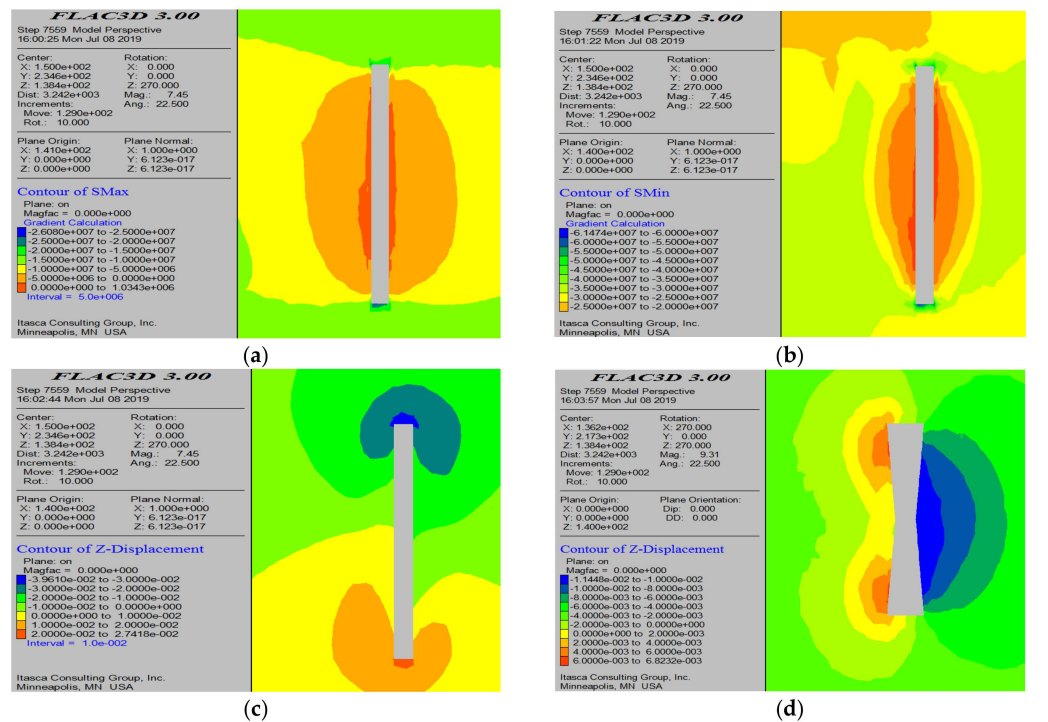 FLAC3D 3.00
Step 7559 Model Perspective
16:00:25 Mon Jul 08 2019
Center: Rotation:
X: 1.500e+002 X: 0.000
Y: 2.346e+002 Y: 0.000
Z: 1.384e+002 Z: 270.000
Dist: 3.242e+003 Mag.: 7.45
Increments: Ang.: 22.500
Move: 1.290e+002
Rot.: 10.000
Plane Origin: Plane Normal:
X: 1.410e+002 X: 1.000e+000
Y: 0.000e+000 Y: 6.123e-017
Z: 0.000e+000 Z: 6.123e-017
Contour of SMax
Plane: on
Magfac = 0.000e+000
Gradient Calculation
-2.6080e+007 to -2.5000e+007
-2.5000e+007 to -2.0000e+007
-2.0000e+007 to -1.5000e+007
-1.5000e+007 to -1.0000e+007
-1.0000e+007 to -5.0000e+006
-5.0000e+006 to 0.0000e+000
0.0000e+000 to 1.0343e+006
Interval = 5.0e+006
Itasca Consulting Group, Inc.
Minneapolis, MN USA
(a)
FLAC3D 3.00
Step 7559 Model Perspective
16:01:22 Mon Jul 08 2019
Center: Rotation:
X: 1.500e+002 X: 0.000
Y: 2.346e+002 Y: 0.000
Z: 1.384e+002 Z: 270.000
Dist: 3.242e+003 Mag.: 7.45
Increments: Ang.: 22.500
Move: 1.290e+002
Rot.: 10.000
Plane Origin: Plane Normal:
X: 1.400e+002 X: 1.000e+000
Y: 0.000e+000 Y: 6.123e-017
Z: 0.000e+000 Z: 6.123e-017
Contour of SMin
Plane: on
Magfac = 0.000e+000
Gradient Calculation
-6.1474e+007 to -6.0000e+007
-6.0000e+007 to -5.5000e+007
-5.5000e+007 to -5.0000e+007
-5.0000e+007 to -4.5000e+007
-4.5000e+007 to -4.0000e+007
-4.0000e+007 to -3.5000e+007
-3.5000e+007 to -3.0000e+007
-3.0000e+007 to -2.5000e+007
-2.5000e+007 to -2.0000e+007
Itasca Consulting Group, Inc.
Minneapolis, MN USA
(b)
FLAC3D 3.00
Step 7559 Model Perspective
16:02:44 Mon Jul 08 2019
Center: Rotation:
X: 1.500e+002 X: 0.000
Y: 2.346e+002 Y: 0.000
Z: 1.384e+002 Z: 270.000
Dist: 3.242e+003 Mag.: 7.45
Increments: Ang.: 22.500
Move: 1.290e+002
Rot.: 10.000
Plane Origin: Plane Normal:
X: 1.400e+002 X: 1.000e+000
Y: 0.000e+000 Y: 6.123e-017
Z: 0.000e+000 Z: 6.123e-017
Contour of Z-Displacement
Plane: on
Magfac = 0.000e+000
-3.9610e-002 to -3.0000e-002
-3.0000e-002 to -2.0000e-002
-2.0000e-002 to -1.0000e-002
-1.0000e-002 to 0.0000e+000
0.0000e+000 to 1.0000e-002
1.0000e-002 to 2.0000e-002
2.0000e-002 to 2.7418e-002
Interval = 1.0e-002
Itasca Consulting Group, Inc.
Minneapolis, MN USA
(c)
FLAC3D 3.00
Step 7559 Model Perspective
16:03:57 Mon Jul 08 2019
Center: Rotation:
X: 1.362e+002 X: 270.000
Y: 2.173e+002 Y: 0.000
Z: 1.384e+002 Z: 270.000
Dist: 3.242e+003 Mag.: 9.31
Increments: Ang.: 22.500
Move: 1.290e+002
Rot.: 10.000
Plane Origin: Plane Orientation:
X: 0.000e+000 Dip: 0.000
Y: 0.000e+000 DD: 0.000
Z: 1.400e+002
Contour of Z-Displacement
Plane: on
Magfac = 0.000e+000
-1.1448e-002 to -1.0000e-002
-1.0000e-002 to -8.0000e-003
-8.0000e-003 to -6.0000e-003
-6.0000e-003 to -4.0000e-003
-4.0000e-003 to -2.0000e-003
-2.0000e-003 to 0.0000e+000
0.0000e+000 to 2.0000e-003
2.0000e-003 to 4.0000e-003
4.0000e-003 to 6.0000e-003
6.0000e-003 to 6.8232e-003
Itasca Consulting Group, Inc.
Minneapolis, MN USA
(d)